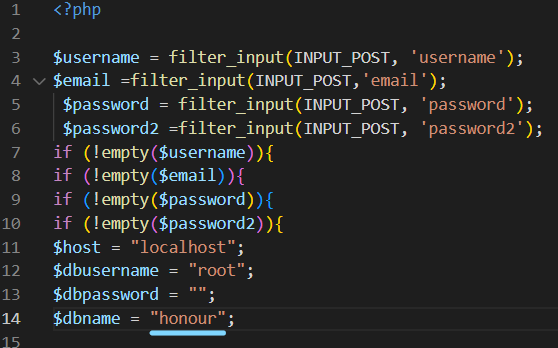 1 <?php
2
3 $username = filter_input(INPUT_POST, 'username');
4 $email =filter_input(INPUT_POST,'email');
5 $password = filter_input(INPUT_POST, 'password');
6 $password2 =filter_input(INPUT_POST, 'password2');
7 if (!empty($username)){
8 if (!empty($email)){
9 if (!empty($password)){
10 if (!empty($password2)){
11 $host = "localhost";
12 $dbusername = "root";
13 $dbpassword = "";
14 $dbname = "honour";
15